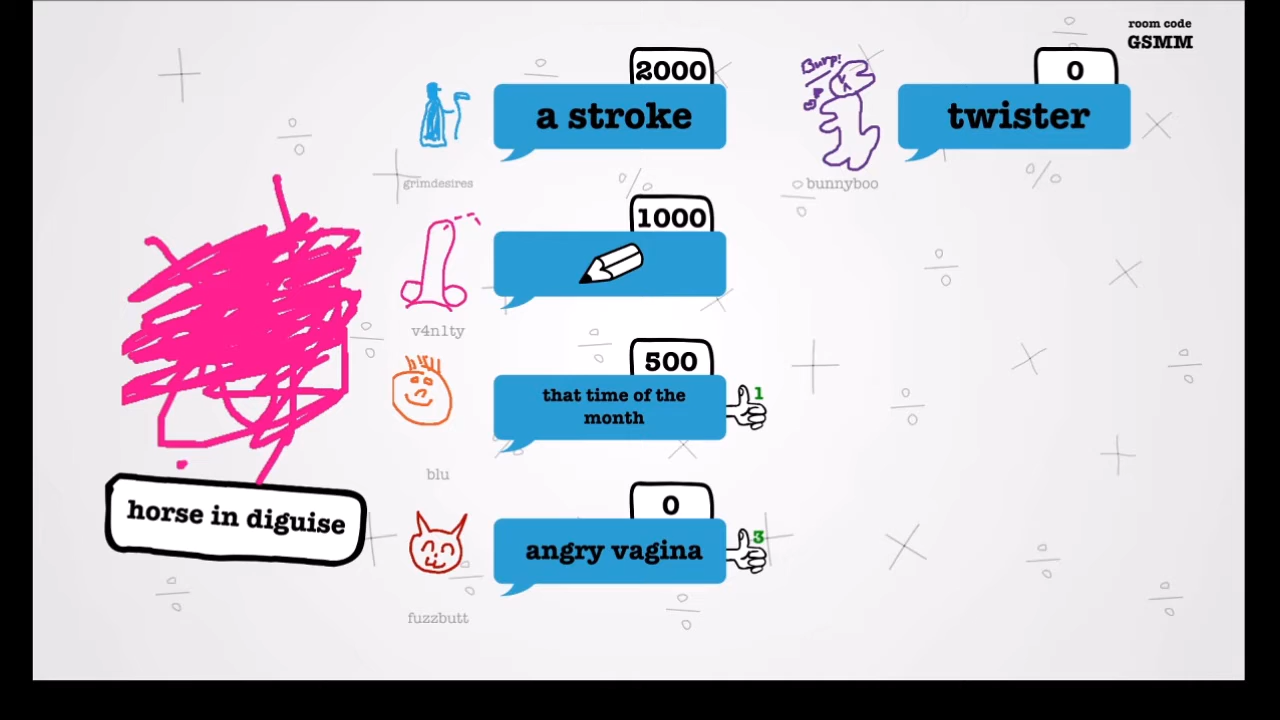 room code
GSMM
2000
a stroke
grimdesires
Burp!
0
twister
bunnyboo
1000
v4n1ty
500
that time of the
month
1
blu
horse in diguise
0
angry vagina
3
fuzzbutt